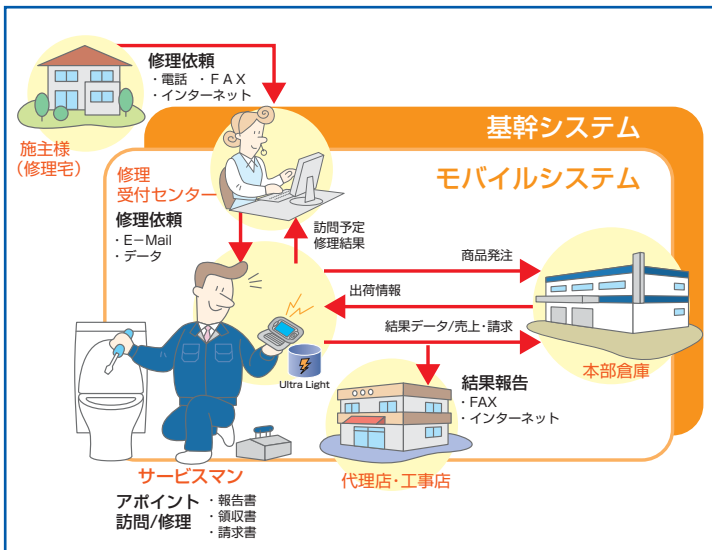 修理依頼
・電話 ・FAX
・インターネット
施主様
（修理宅）
基幹システム
モバイルシステム
修理
受付センター
修理依頼
・E－Mail
・データ
訪問予定
修理結果
商品発注
出荷情報
結果データ/売上・請求
本部倉庫
Ultra Light
結果報告
・FAX
・インターネット
代理店・工事店
サービスマン
アポイント
訪問/修理
・報告書
・領収書
・請求書